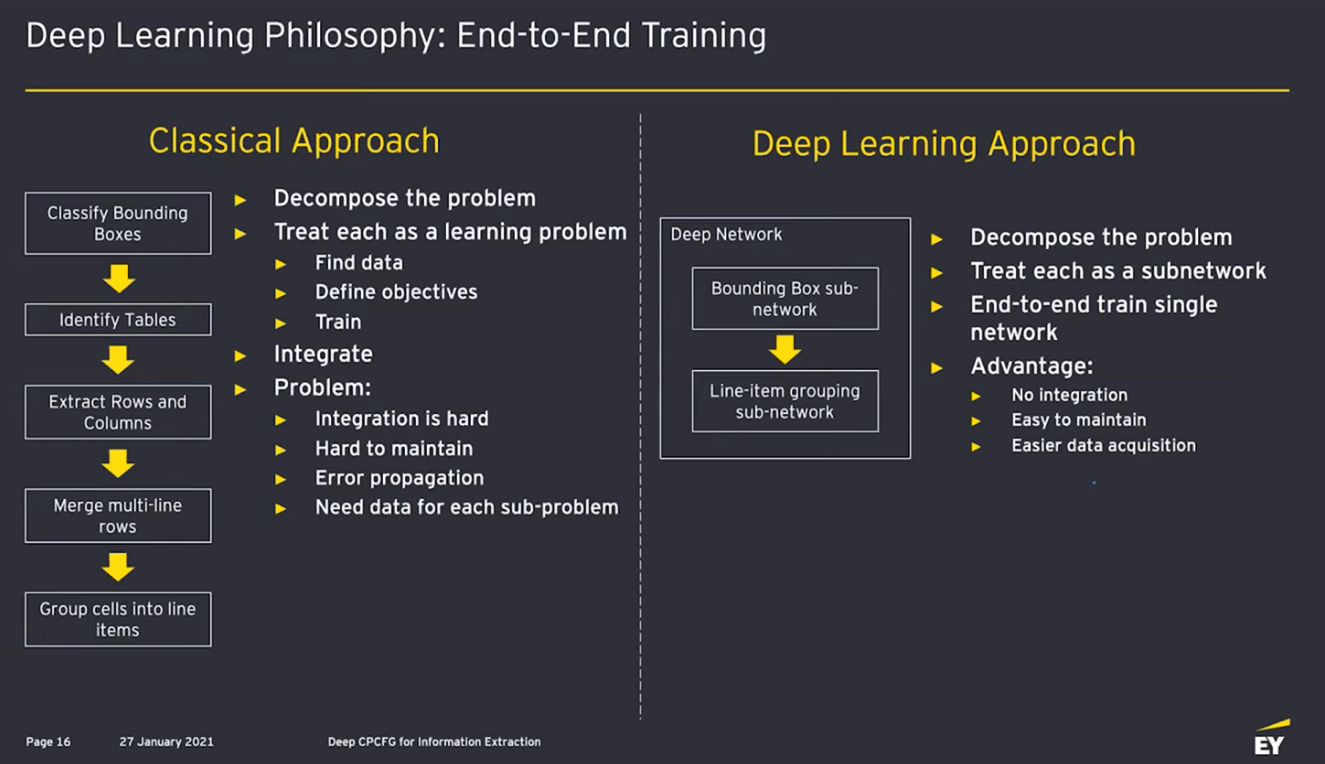 Deep Learning Philosophy: End-to-End Training
Classical Approach
Classify Bounding
Boxes
Identify Tables
Extract Rows and
Columns
Merge multi-line
rows
Group cells into line
items
Decompose the problem
Treat each as a learning problem
Find data
Define objectives
Train
Integrate
Problem:
Integration is hard
Hard to maintain
Error propagation
Need data for each sub-problem
Deep Learning Approach
Deep Network
Bounding Box sub-
network
Line-item grouping
sub-network
Decompose the problem
Treat each as a subnetwork
End-to-end train single
network
Advantage:
No integration
Easy to maintain
Easier data acquisition
Page 16
27 January 2021
Deep CPCFG for Information Extraction
EY